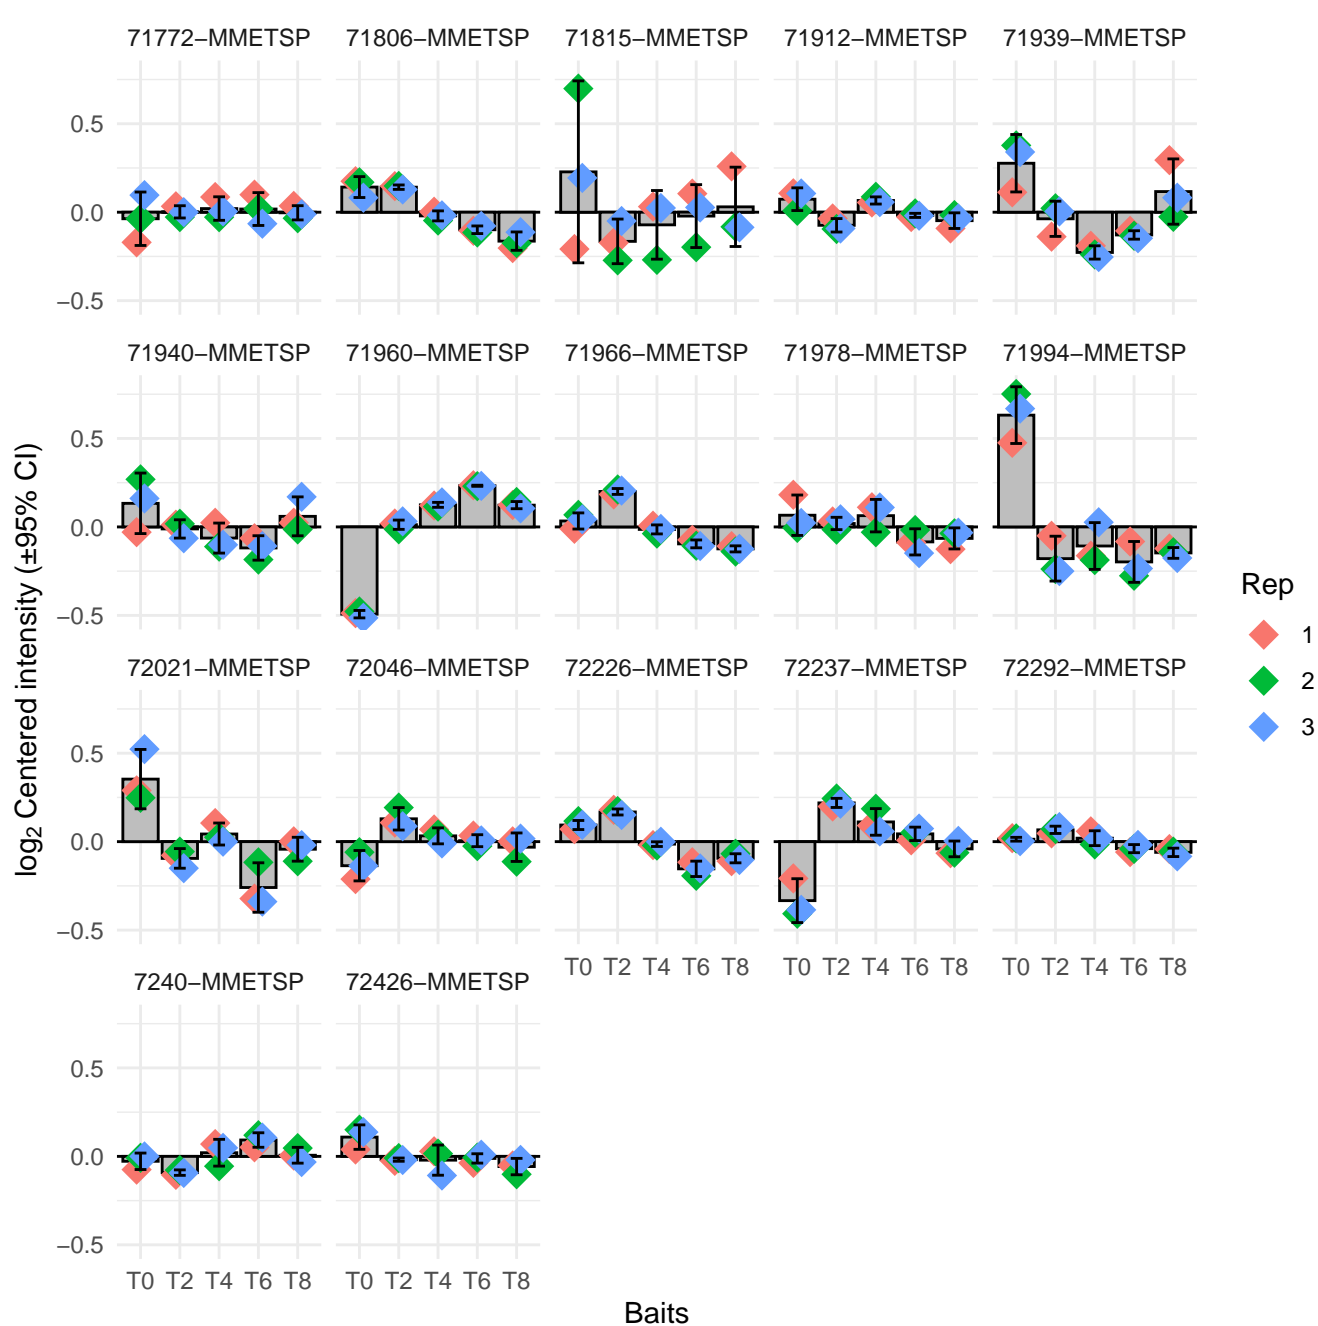 71772−MMETSP 71806−MMETSP 71815−MMETSP 71912−MMETSP 71939−MMETSP
0.5
0.0
−0.5
71940−MMETSP 71960−MMETSP 71966−MMETSP 71978−MMETSP 71994−MMETSP
0.5
0.0
−0.5
72021−MMETSP 72046−MMETSP 72226−MMETSP 72237−MMETSP 72292−MMETSP
0.5
0.0
−0.5
T0 T2 T4 T6 T8 T0 T2 T4 T6 T8 T0 T2 T4 T6 T8
7240−MMETSP 72426−MMETSP
0.5
0.0
−0.5
T0 T2 T4 T6 T8 T0 T2 T4 T6 T8
Baits
log2 Centered intensity (±95% CI)
Rep
1
2
3